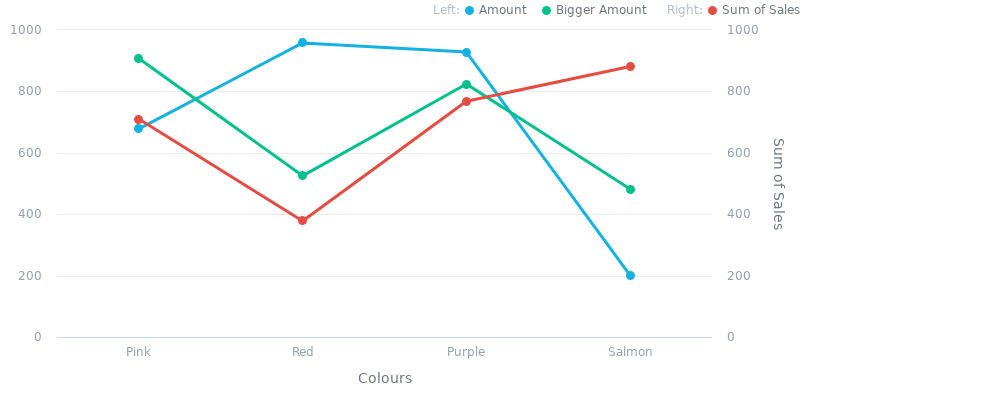 Left: Amount Bigger Amount Right: Sum of Sales
1000 1000
800 800
600 600
400 400
200 200
0 0
Sum of Sales
Pink Red Purple Salmon
Colours